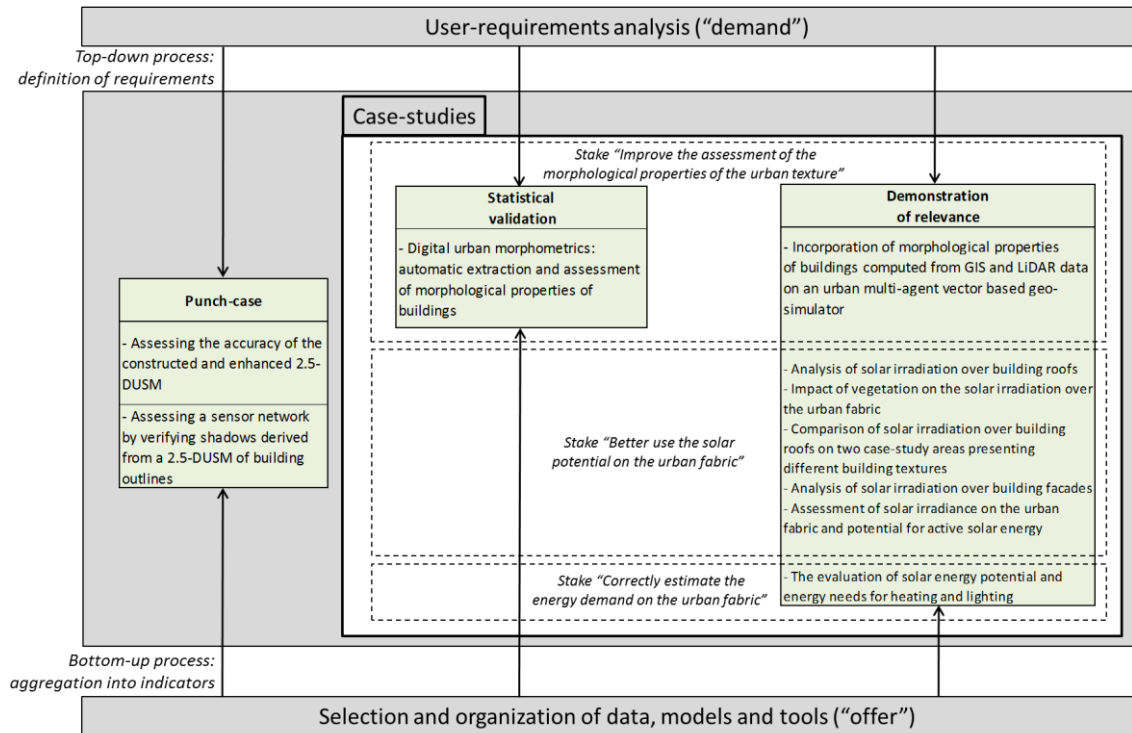 User-requirements analysis (“demand”)
Top-down process:
definition of requirements
Case-studies
Stake “Improve the assessment of the
morphological properties of the urban texture”
Statistical
validation
- Digital urban morphometrics:
automatic extraction and assessment
of morphological properties of
buildings
Demonstration
of relevance
- Incorporation of morphological properties
of buildings computed from GIS and LiDAR data
on an urban multi-agent vector based geo-
simulator
Punch-case
- Assessing the accuracy of the
constructed and enhanced 2.5-
DUSM
- Assessing a sensor network
by verifying shadows derived
from a 2.5-DUSM of building
outlines
Stake “Better use the solar
potential on the urban fabric”
- Analysis of solar irradiation over building roofs
- Impact of vegetation on the solar irradiation over
the urban fabric
- Comparison of solar irradiation over building
roofs on two case-study areas presenting
different building textures
- Analysis of solar irradiation over building facades
- Assessment of solar irradiance on the urban
fabric and potential for active solar energy
Stake “Correctly estimate the
energy demand on the urban fabric”
- The evaluation of solar energy potential and
energy needs for heating and lighting
Bottom-up process:
aggregation into indicators
Selection and organization of data, models and tools (“offer”)